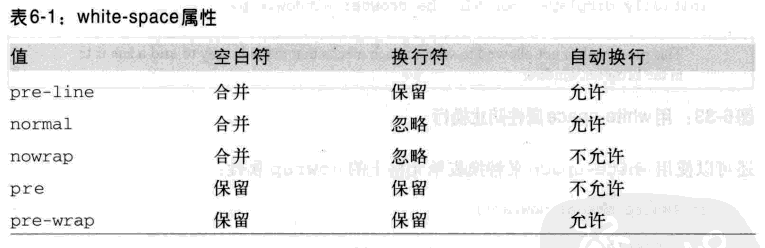 表6-1：white-space属性
值 空白符 换行符 自动换行
pre-line 合并 保留 允许
normal 合并 忽略 允许
nowrap 合并 忽略 不允许
pre 保留 保留 不允许
pre-wrap 保留 保留 允许